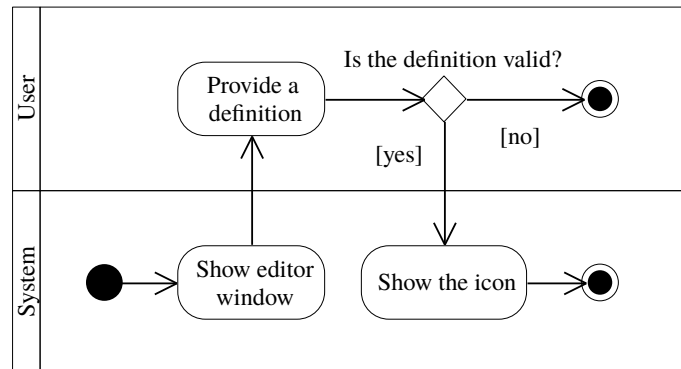 User
Is the definition valid?
Provide a
definition
[yes]
[no]
System
Show editor
window
Show the icon